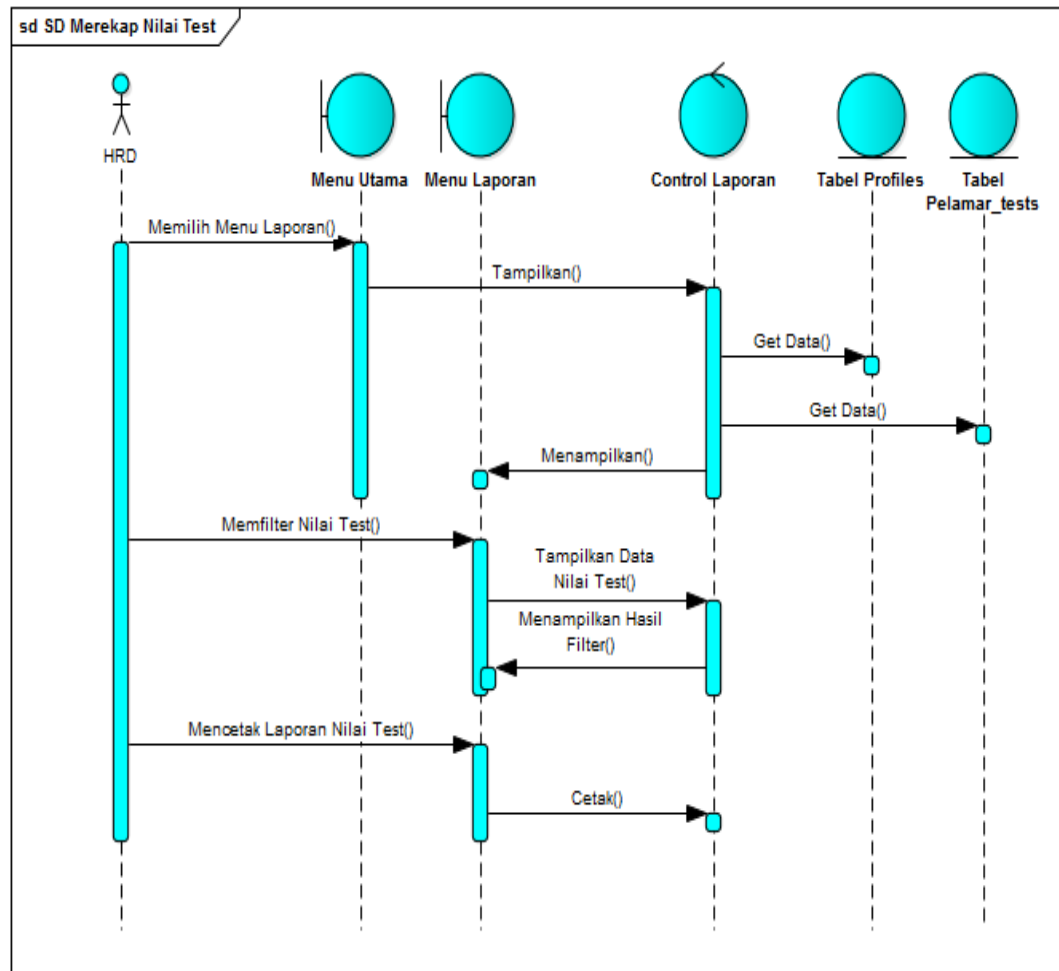 sd SD Merekap Nilai Test
HRD
Menu Utama
Menu Laporan
Control Laporan
Tabel Profiles
Tabel
Pelamar_tests
Memilih Menu Laporan()
Tampilkan()
Get Data()
Get Data()
Menampilkan()
Memfilter Nilai Test()
Tampilkan Data
Nilai Test()
Menampilkan Hasil
Filter()
Mencetak Laporan Nilai Test()
Cetak()